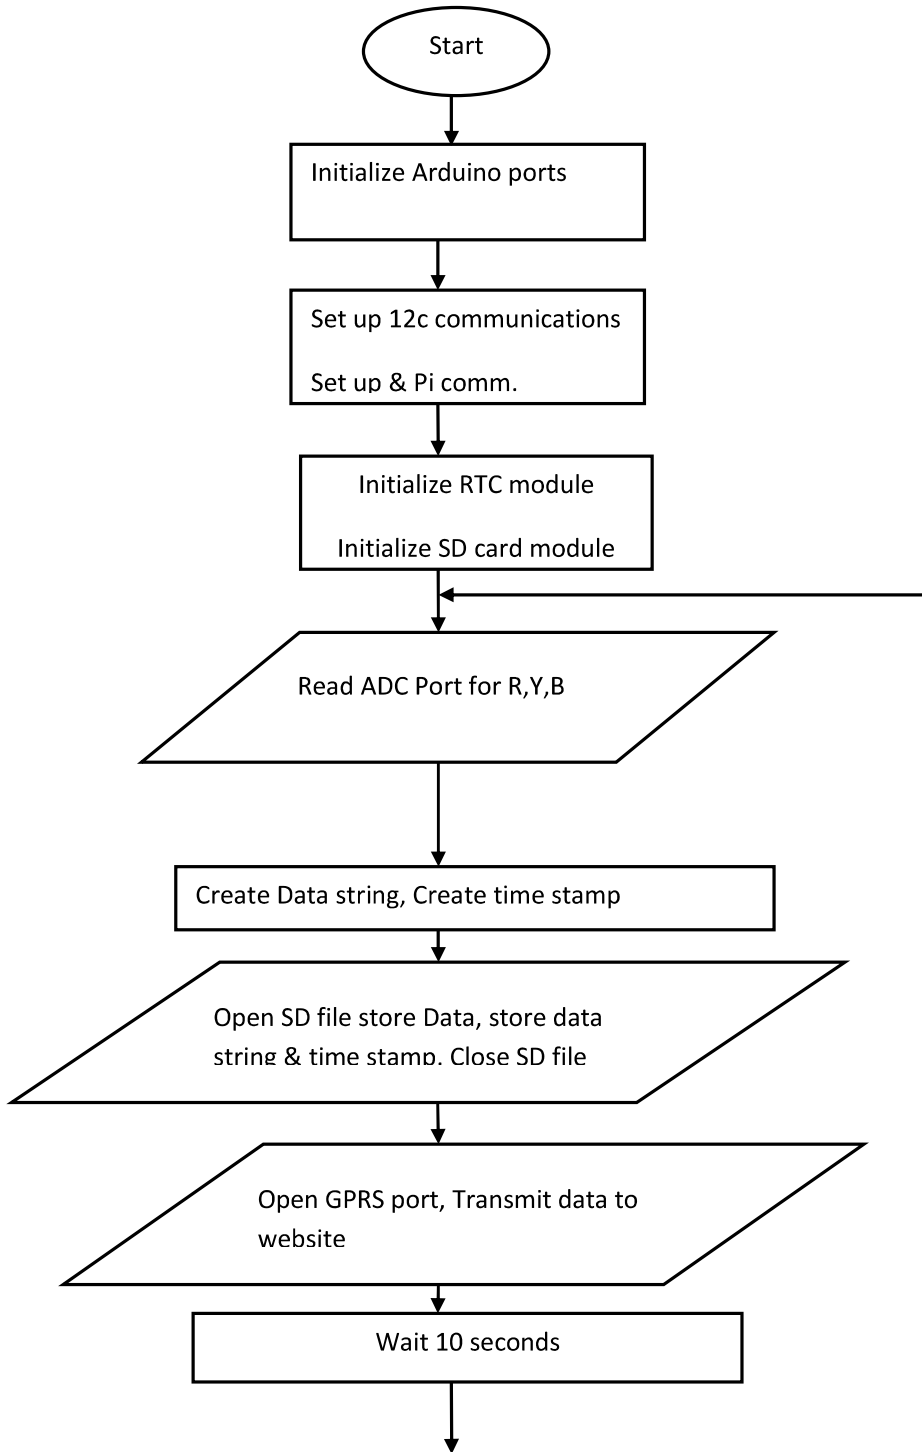 Start
Initialize Arduino ports
Set up 12c communications
Set up & Pi comm.
Initialize RTC module
Initialize SD card module
Read ADC Port for R,Y,B
Create Data string, Create time stamp
Open SD file store Data, store data
string & time stamp. Close SD file
Open GPRS port, Transmit data to
website
Wait 10 seconds